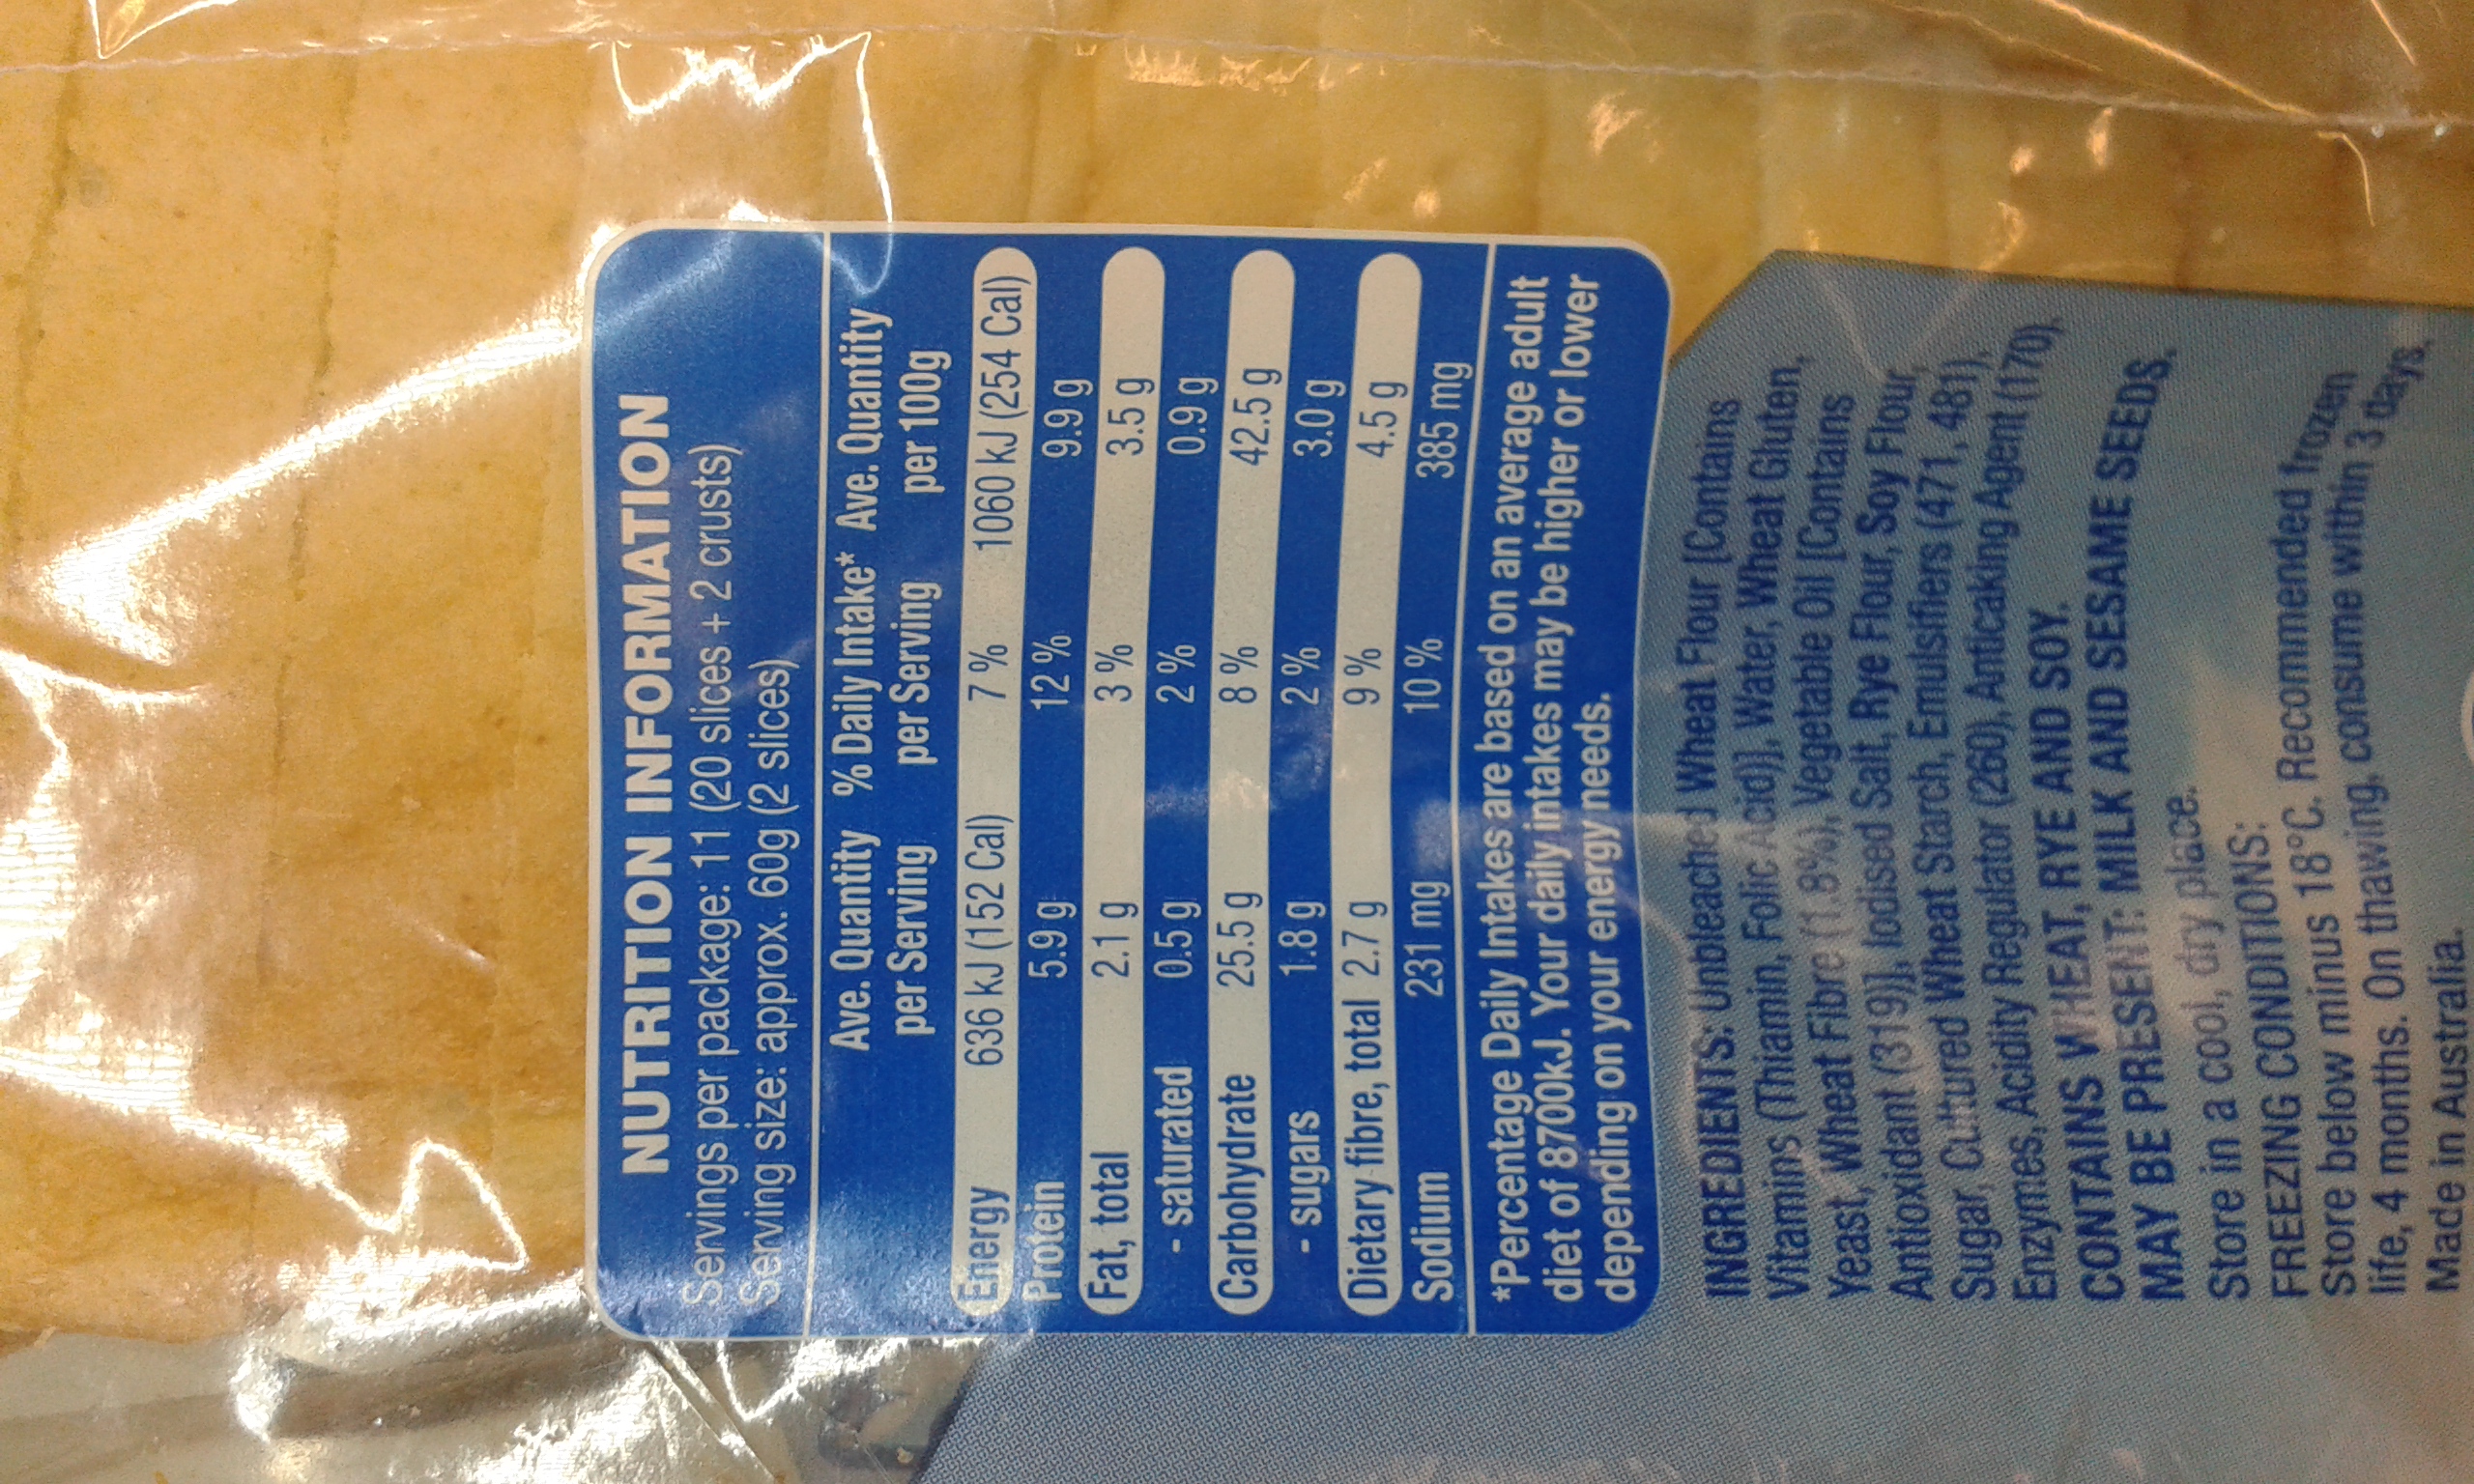 NUTRITION INFORMATION
Servings per package: 11 (20 slices + 2 crusts)
Serving size: approx. 60g (2 slices)
Ave. Quantity % Daily Intake* Ave. Quantity
per Serving per Serving per 100g
Energy 636 kJ (152 Cal) 7 % 1060 kJ (254 Cal)
Protein 5.9 g 12 % 9.9 g
Fat, total 2.1 g 3 % 3.5 g
- saturated 0.5 g 2 % 0.9 g
Carbohydrate 25.5 g 8 % 42.5 g
- sugars 1.8 g 2 % 3.0 g
Dietary fibre, total 2.7 g 9 % 4.5 g
Sodium 231 mg 10 % 385 mg
*Percentage Daily Intakes are based on an average adult
diet of 8700kJ. Your daily intakes may be higher or lower
depending on your energy needs.
INGREDIENTS: Unbleached Wheat Flour [Contains
Vitamins (Thiamin, Folic Acid)], Water, Wheat Gluten,
Yeast, Wheat Fibre (1.8%), Vegetable Oil [Contains
Antioxidant (319)], Iodised Salt, Rye Flour, Soy Flour,
Sugar, Cultured Wheat Starch, Emulsifiers (471, 481),
Enzymes, Acidity Regulator (260), Anticaking Agent (170).
CONTAINS WHEAT, RYE AND SOY.
MAY BE PRESENT: MILK AND SESAME SEEDS.
Store in a cool, dry place.
FREEZING CONDITIONS:
Store below minus 18°C. Recommended frozen
life, 4 months. On thawing, consume within 3 days.
Made in Australia.